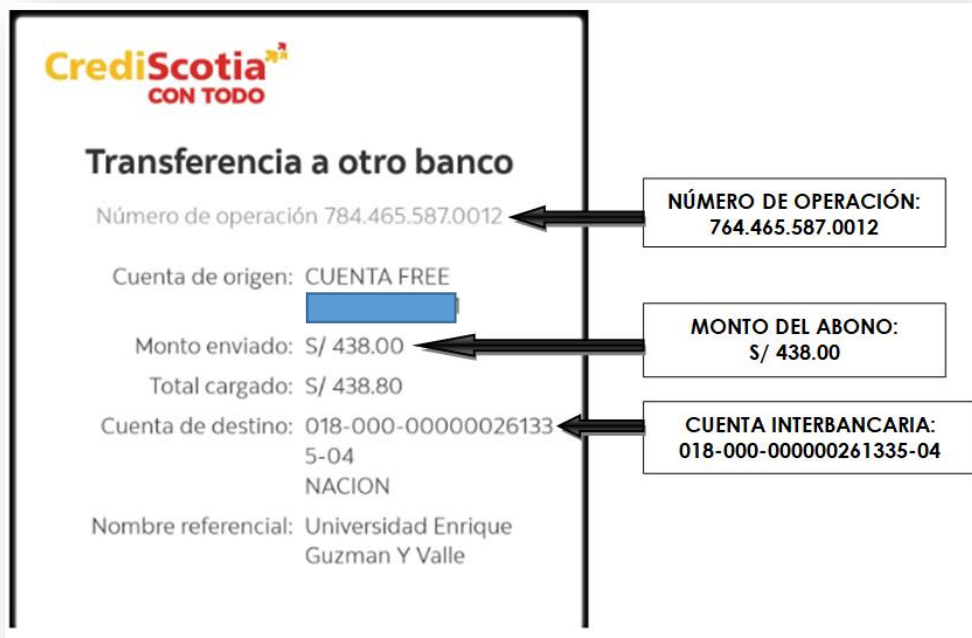 CrediScotia
CON TODO
Transferencia a otro banco
Número de operación 784.465.587.0012
Cuenta de origen: CUENTA FREE
Monto enviado: S/ 438.00
Total cargado: S/ 438.80
Cuenta de destino: 018-000-00000026133
5-04
NACION
Nombre referencial: Universidad Enrique
Guzman Y Valle
NÚMERO DE OPERACIÓN:
764.465.587.0012
MONTO DEL ABONO:
S/ 438.00
CUENTA INTERBANCARIA:
018-000-000000261335-04